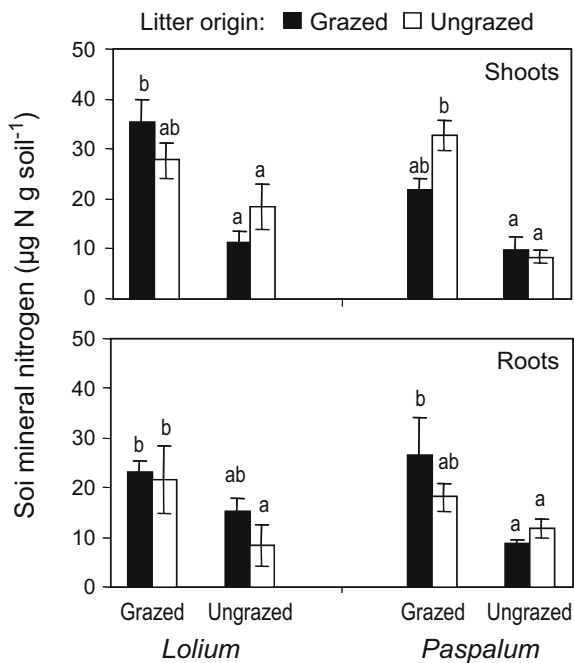 Litter origin: Grazed Ungrazed
Soi mineral nitrogen (µg N g soil⁻¹)
50
40
30
20
10
0
Shoots
b
ab
a
a
ab
b
a
a
50
40
30
20
10
0
Roots
b
b
ab
a
b
ab
a
a
Grazed Ungrazed Grazed Ungrazed
Lolium Paspalum